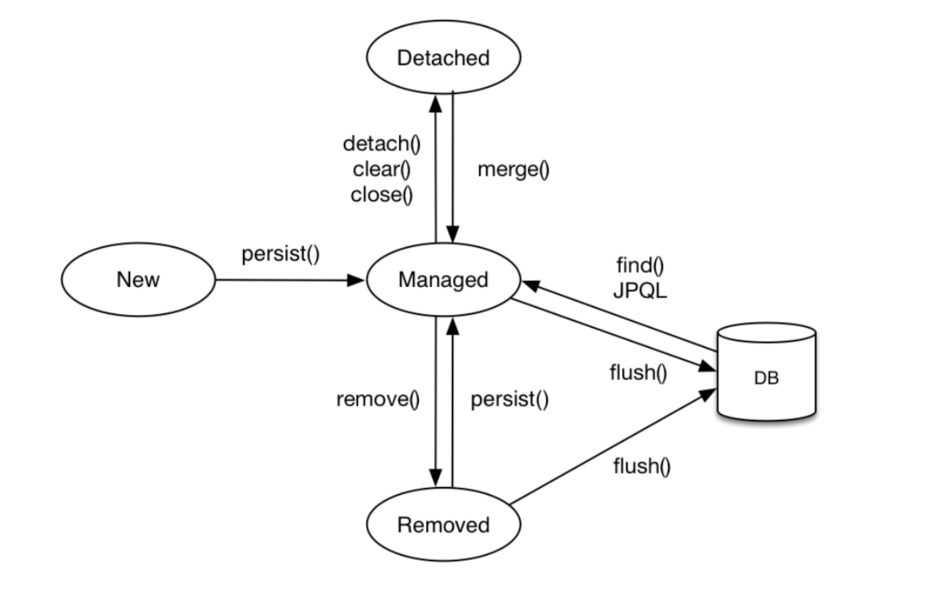 Detached
detach()
clear()
close()
merge()
New
persist()
Managed
find()
JPQL
flush()
DB
remove()
persist()
flush()
Removed